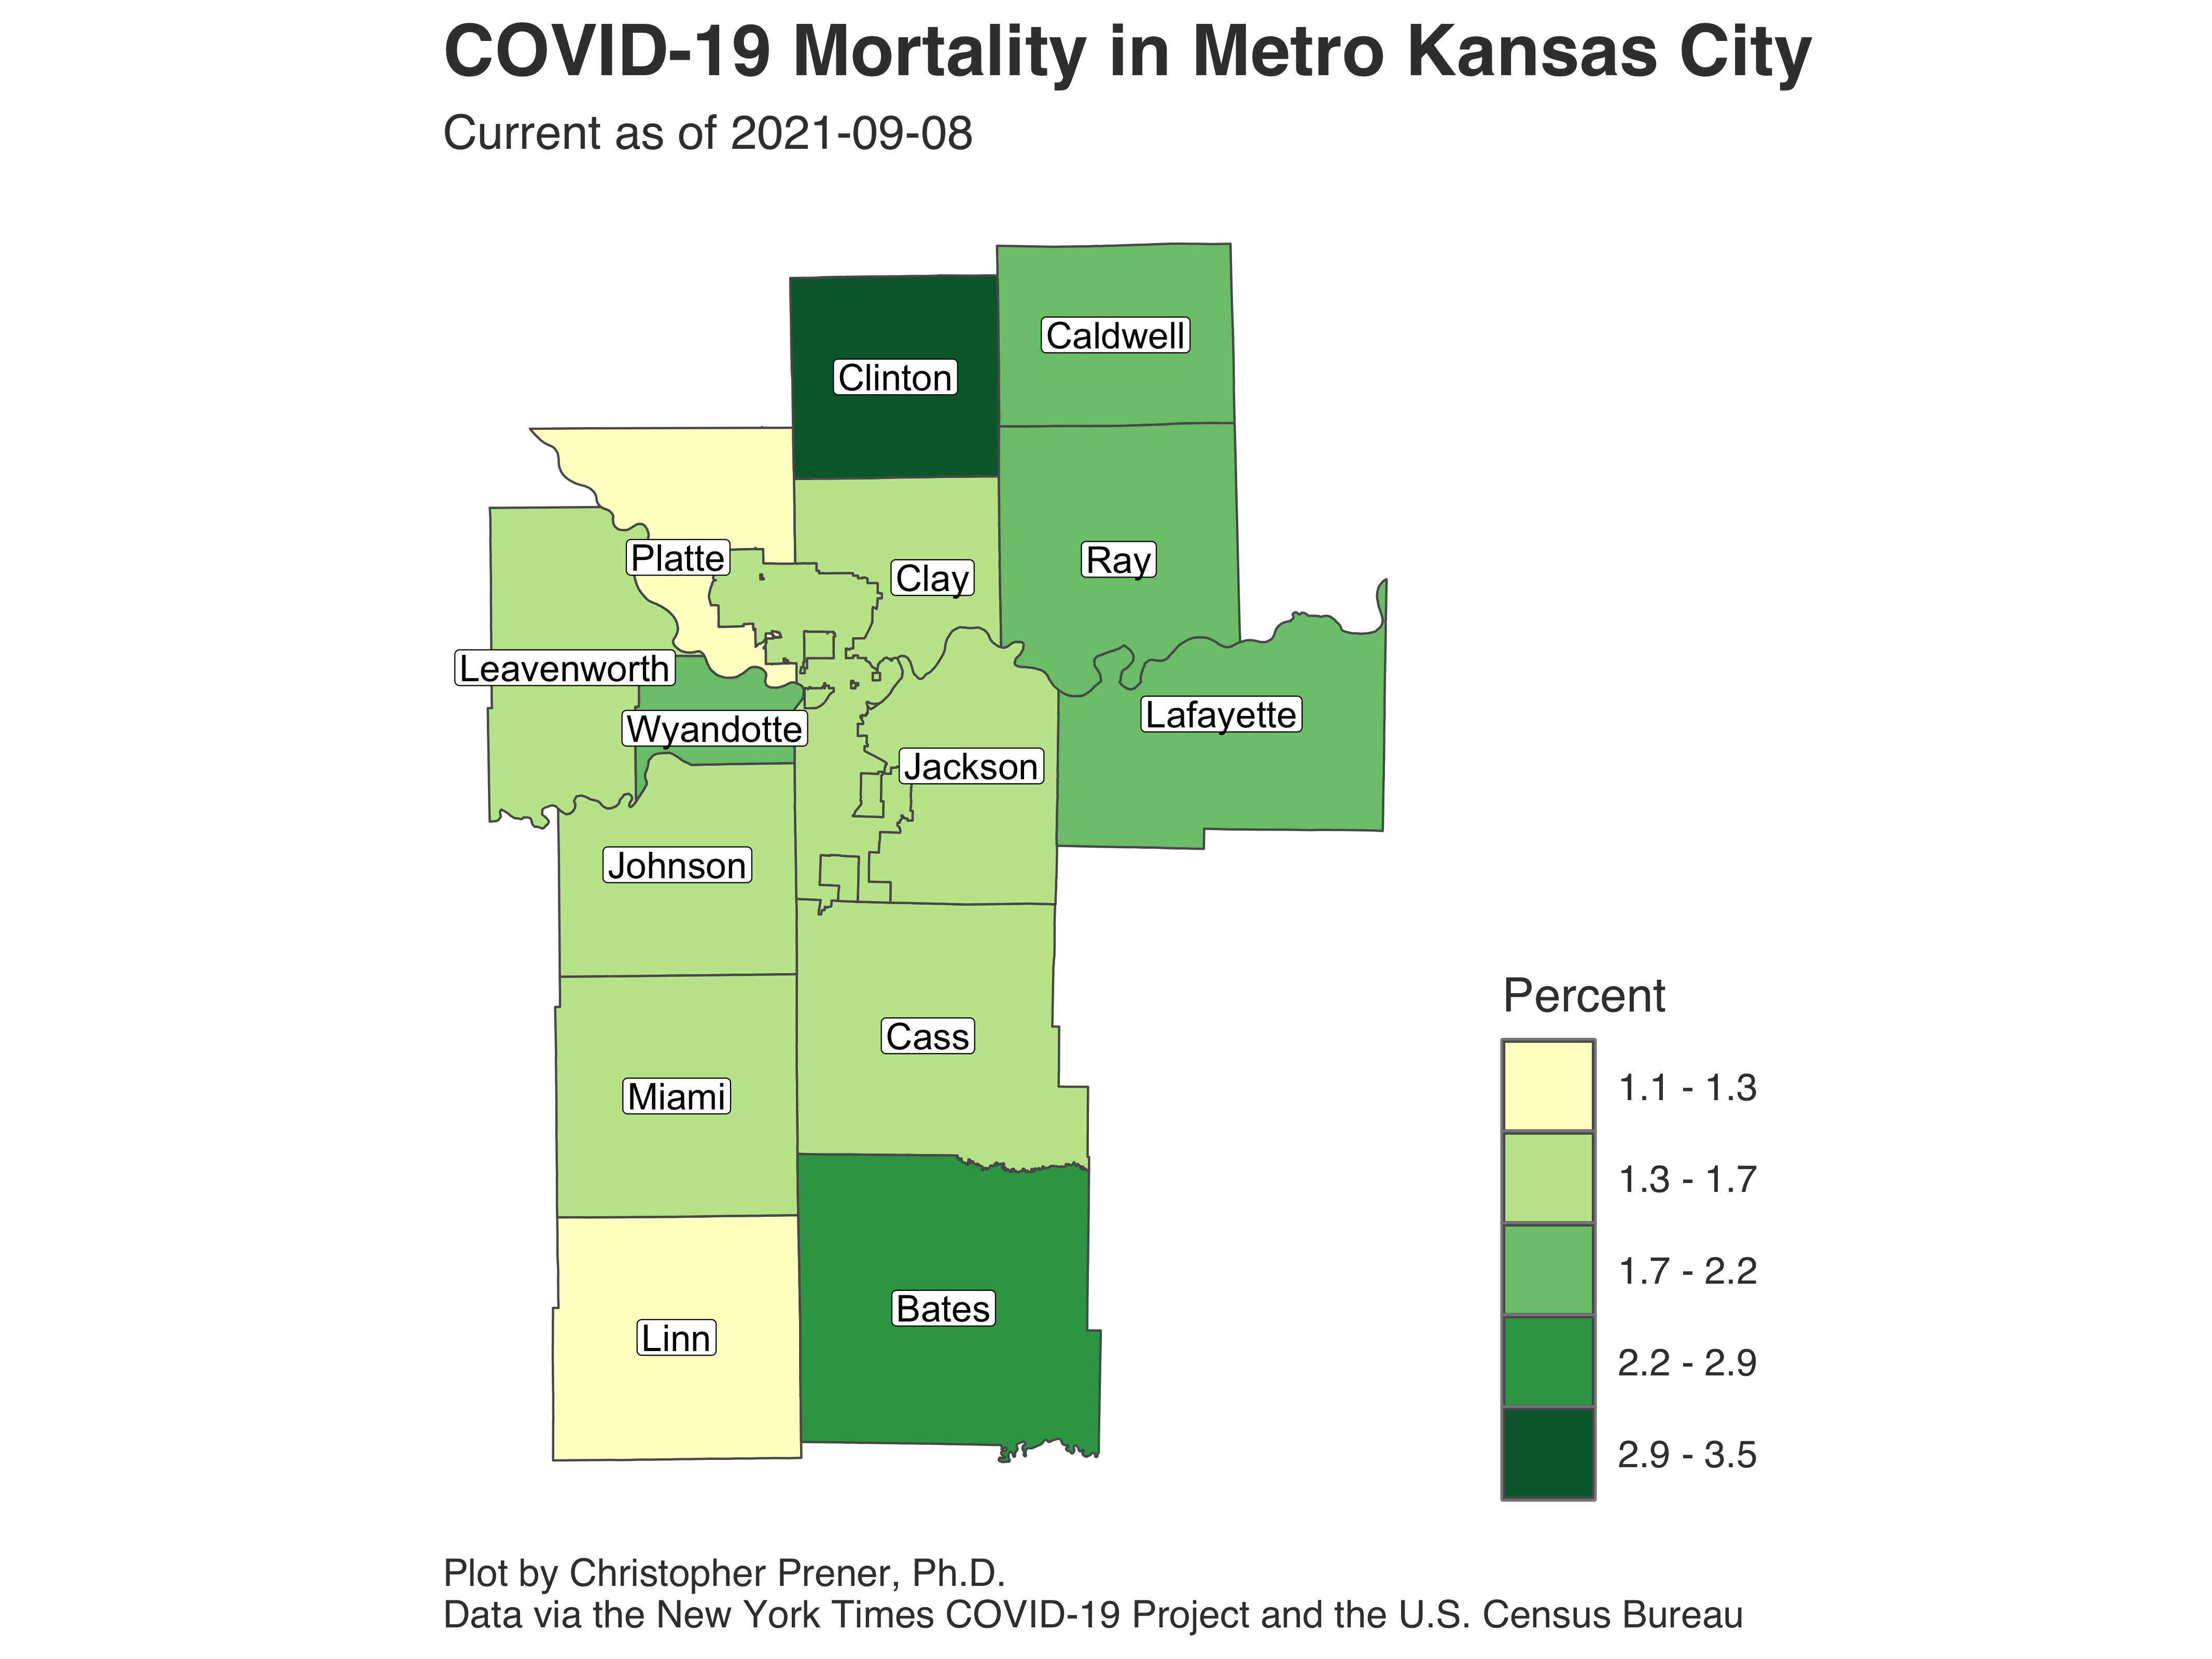 COVID-19 Mortality in Metro Kansas City
Current as of 2021-09-08
Caldwell
Clinton
Platte
Clay
Ray
Leavenworth
Wyandotte
Lafayette
Jackson
Johnson
Cass
Miami
Bates
Linn
Percent
1.1 - 1.3
1.3 - 1.7
1.7 - 2.2
2.2 - 2.9
2.9 - 3.5
Plot by Christopher Prener, Ph.D.
Data via the New York Times COVID-19 Project and the U.S. Census Bureau